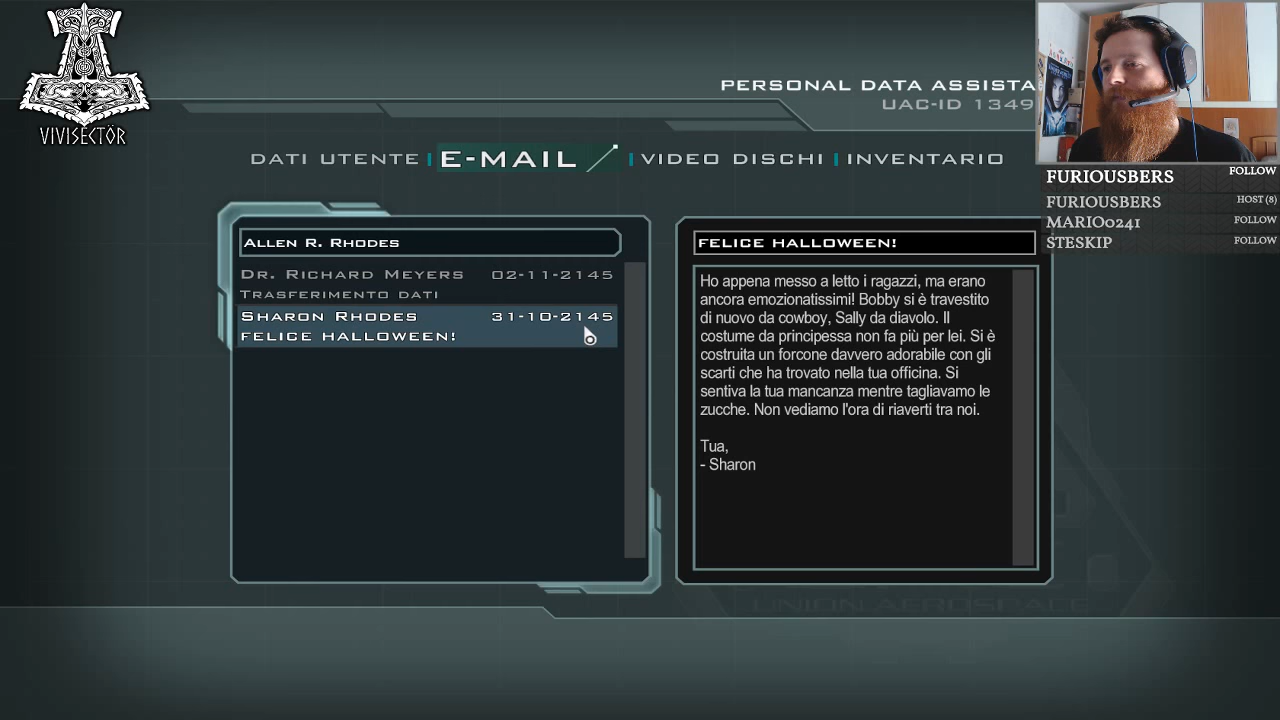 VIVISECTÖR
PERSONAL DATA ASSISTA
UAC-ID 1349
DATI UTENTE
E-MAIL
VIDEO DISCHI
INVENTARIO
FURIOUSBERS FOLLOW
FURIOUSBERS HOST (8)
MARIO0241 FOLLOW
STESKIP FOLLOW
ALLEN R. RHODES
DR. RICHARD MEYERS 02-11-2145
TRASFERIMENTO DATI
SHARON RHODES 31-10-2145
FELICE HALLOWEEN!
FELICE HALLOWEEN!
Ho appena messo a letto i ragazzi, ma erano
ancora emozionatissimi! Bobby si è travestito
di nuovo da cowboy, Sally da diavolo. Il
costume da principessa non fa più per lei. Si è
costruita un forcone davvero adorabile con gli
scarti che ha trovato nella tua officina. Si
sentiva la tua mancanza mentre tagliavamo le
zucche. Non vediamo l'ora di riaverti tra noi.
Tua,
- Sharon
UNION AEROSPACE